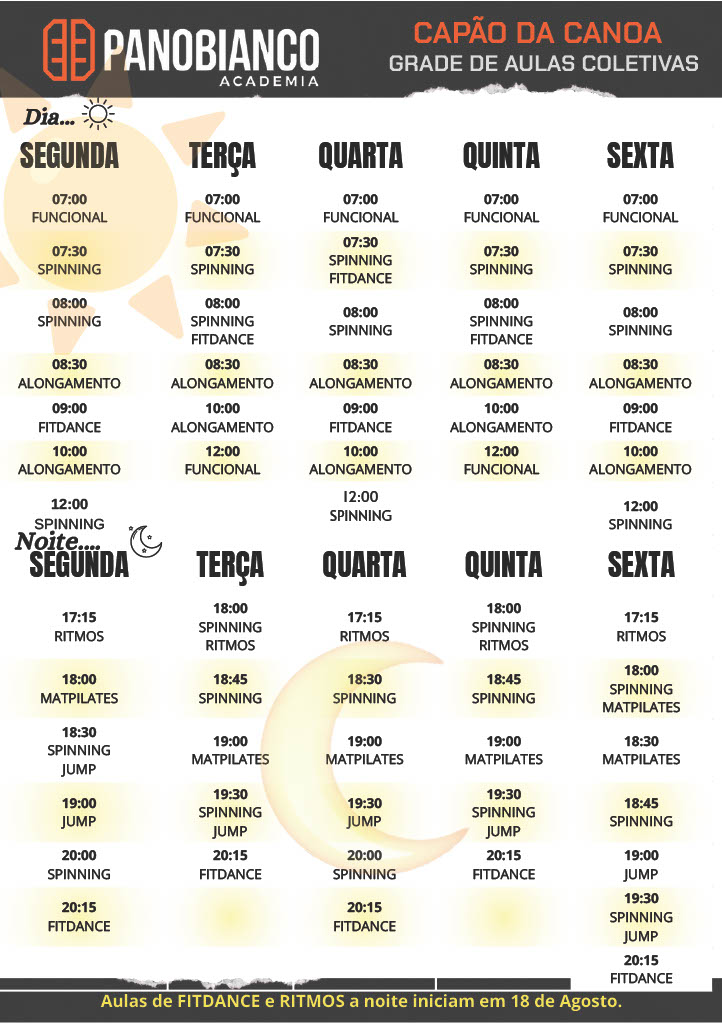 PANOBIANCO
ACADEMIA
CAPÃO DA CANOA
GRADE DE AULAS COLETIVAS
Dia...
SEGUNDA TERÇA QUARTA QUINTA SEXTA
07:00 07:00 07:00 07:00 07:00
FUNCIONAL FUNCIONAL FUNCIONAL FUNCIONAL FUNCIONAL
07:30 07:30 07:30 07:30 07:30
SPINNING SPINNING SPINNING SPINNING SPINNING
FITDANCE
08:00 08:00 08:00 08:00 08:00
SPINNING SPINNING SPINNING SPINNING SPINNING
FITDANCE FITDANCE
08:30 08:30 08:30 08:30 08:30
ALONGAMENTO ALONGAMENTO ALONGAMENTO ALONGAMENTO ALONGAMENTO
09:00 10:00 09:00 10:00 09:00
FITDANCE ALONGAMENTO FITDANCE ALONGAMENTO FITDANCE
10:00 12:00 10:00 12:00 10:00
ALONGAMENTO FUNCIONAL ALONGAMENTO FUNCIONAL ALONGAMENTO
12:00 12:00 12:00
SPINNING SPINNING SPINNING
Noite....
SEGUNDA TERÇA QUARTA QUINTA SEXTA
17:15 18:00 17:15 18:00 17:15
RITMOS SPINNING RITMOS SPINNING RITMOS
RITMOS RITMOS
18:00 18:45 18:30 18:45 18:00
MATPILATES SPINNING SPINNING SPINNING SPINNING
MATPILATES
18:30 19:00 19:00 19:00 18:30
SPINNING MATPILATES MATPILATES MATPILATES MATPILATES
JUMP
19:00 19:30 19:30 19:30 18:45
JUMP SPINNING JUMP SPINNING SPINNING
JUMP JUMP
20:00 20:15 20:00 20:15 19:00
SPINNING FITDANCE SPINNING FITDANCE JUMP
20:15 20:15 19:30
FITDANCE FITDANCE SPINNING
JUMP
20:15
FITDANCE
Aulas de FITDANCE e RITMOS a noite iniciam em 18 de Agosto.